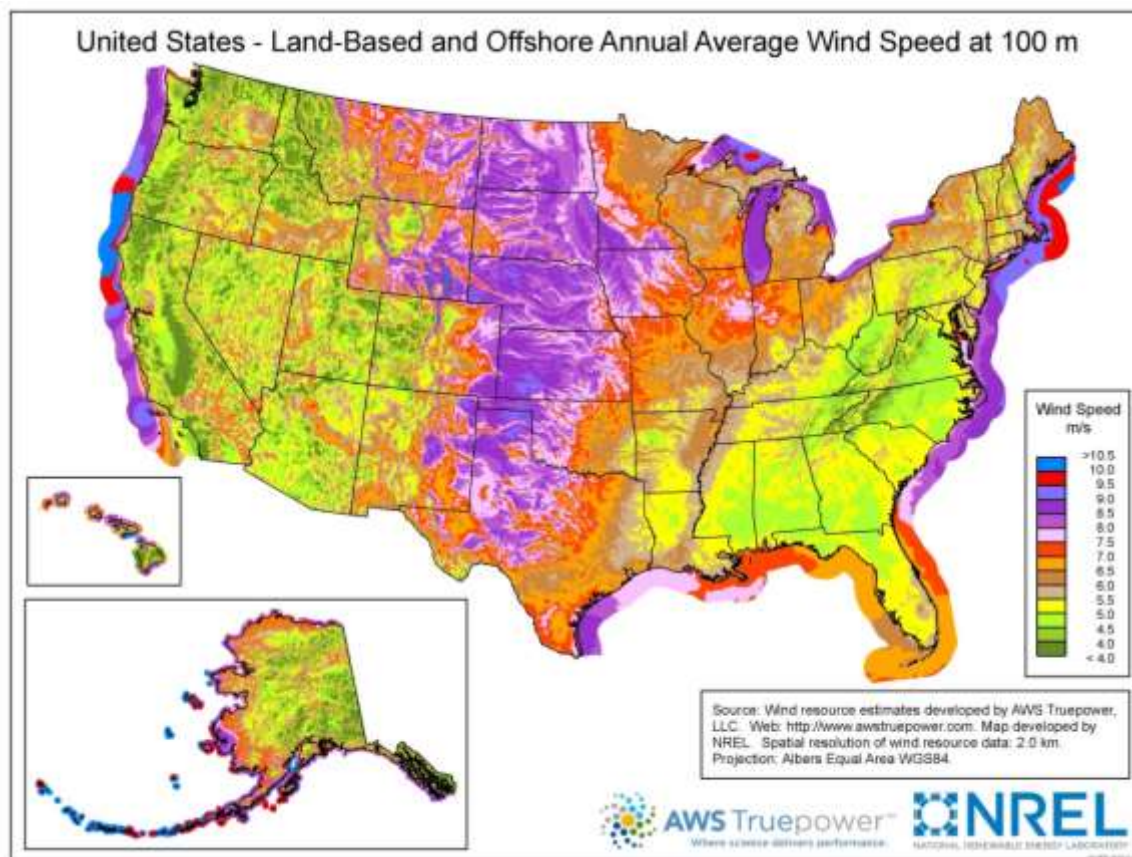 United States - Land-Based and Offshore Annual Average Wind Speed at 100 m
Wind Speed
m/s
>10.5
10.0
9.5
9.0
8.5
8.0
7.5
7.0
6.5
6.0
5.5
5.0
4.5
4.0
< 4.0
Source: Wind resource estimates developed by AWS Truepower,
LLC. Web: http://www.awstruepower.com. Map developed by
NREL. Spatial resolution of wind resource data: 2.0 km.
Projection: Albers Equal Area WGS84.
AWS Truepower™
Where science delivers performance.
NREL
NATIONAL RENEWABLE ENERGY LABORATORY